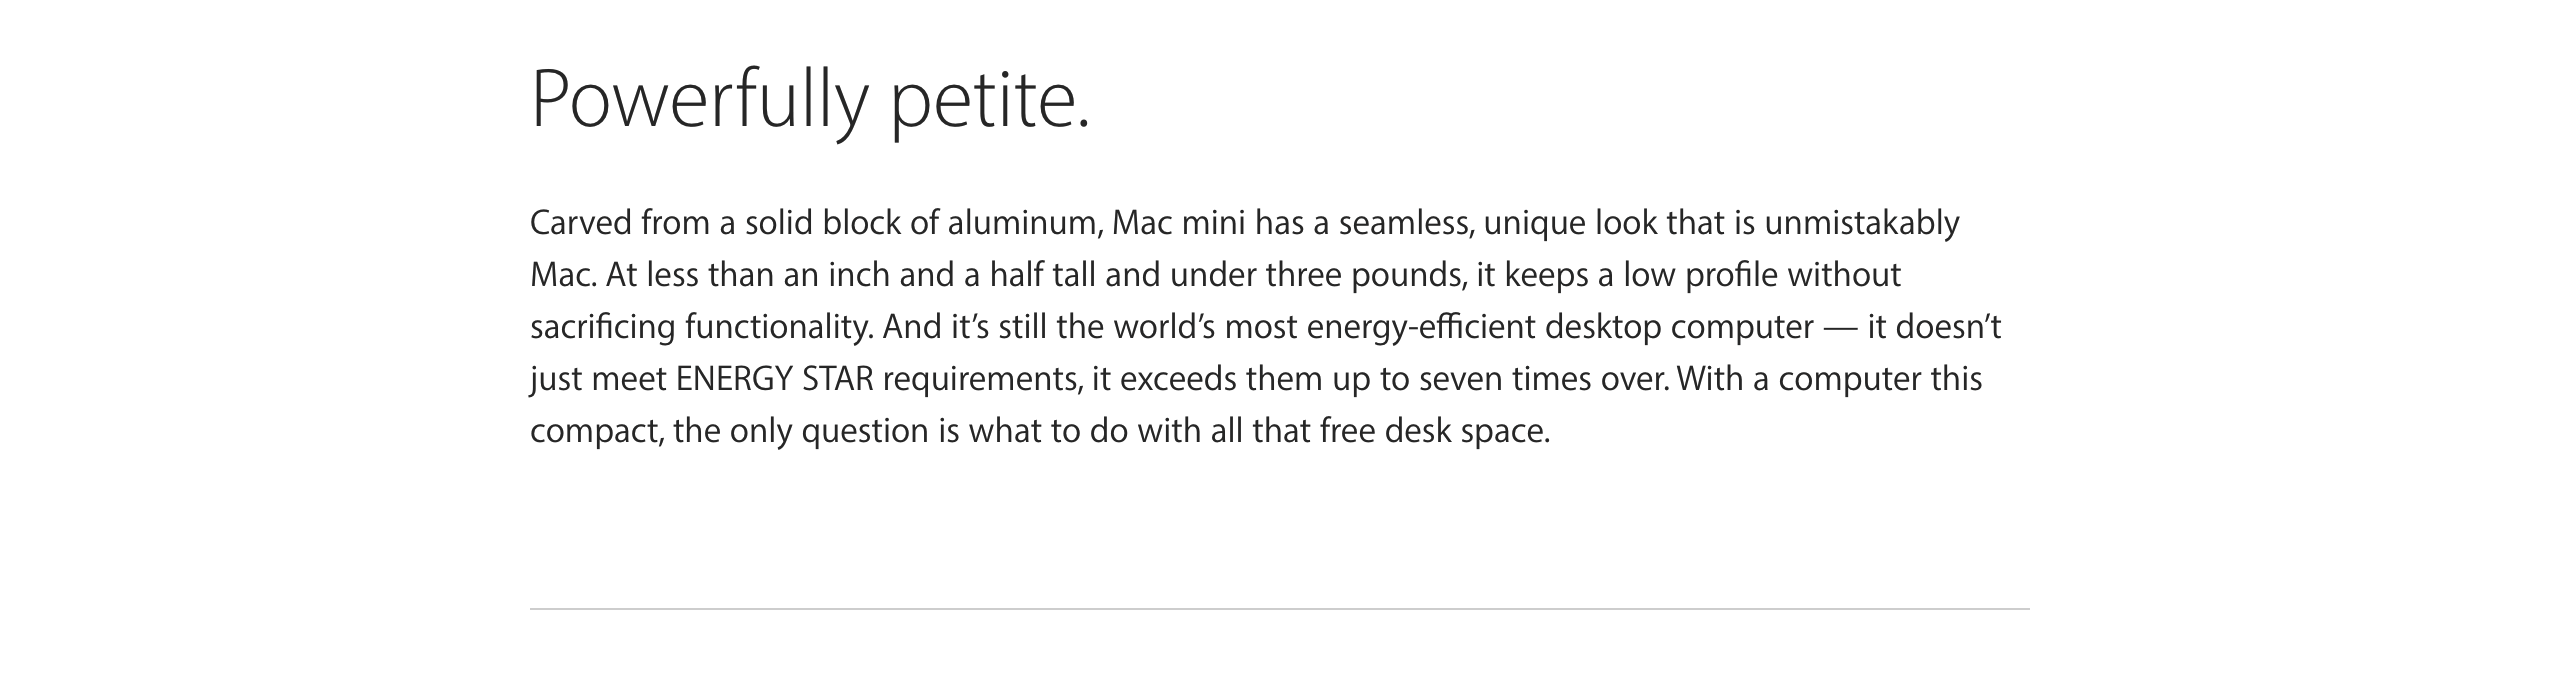 Powerfully petite.
Carved from a solid block of aluminum, Mac mini has a seamless, unique look that is unmistakably
Mac. At less than an inch and a half tall and under three pounds, it keeps a low profile without
sacrificing functionality. And it’s still the world’s most energy-efficient desktop computer — it doesn’t
just meet ENERGY STAR requirements, it exceeds them up to seven times over. With a computer this
compact, the only question is what to do with all that free desk space.